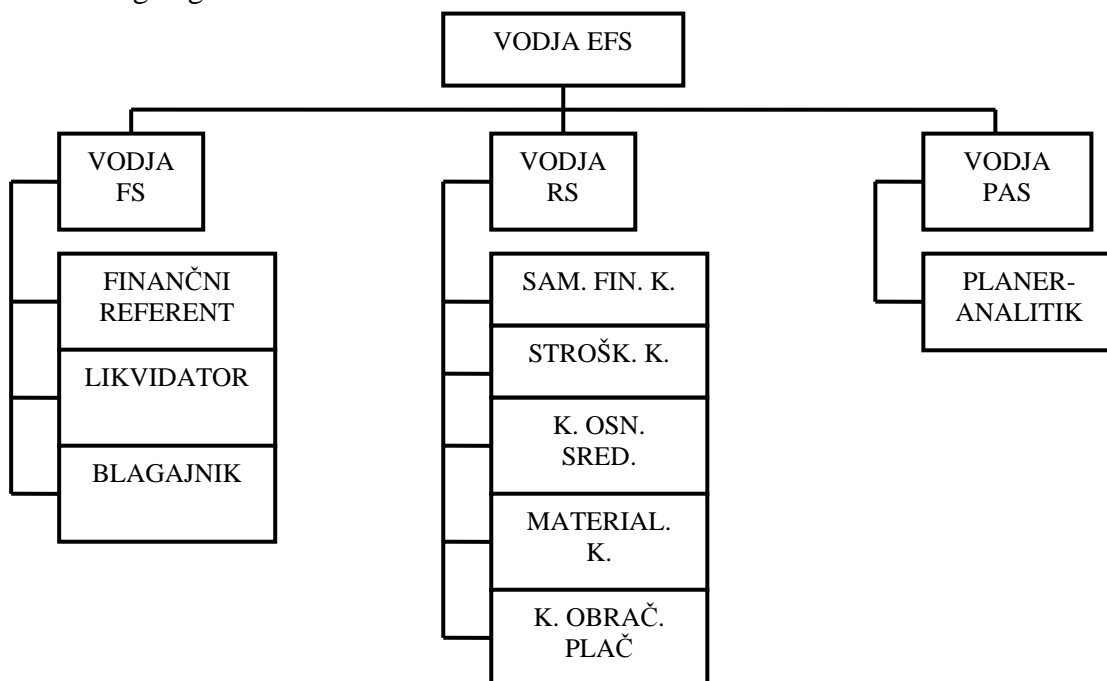 VODJA EFS
VODJA
FS
VODJA
RS
VODJA
PAS
FINANČNI
REFERENT
LIKVIDATOR
BLAGAJNIK
SAM. FIN. K.
STROŠK. K.
K. OSN.
SRED.
MATERIAL.
K.
K. OBRAČ.
PLAČ
PLANER-
ANALITIK